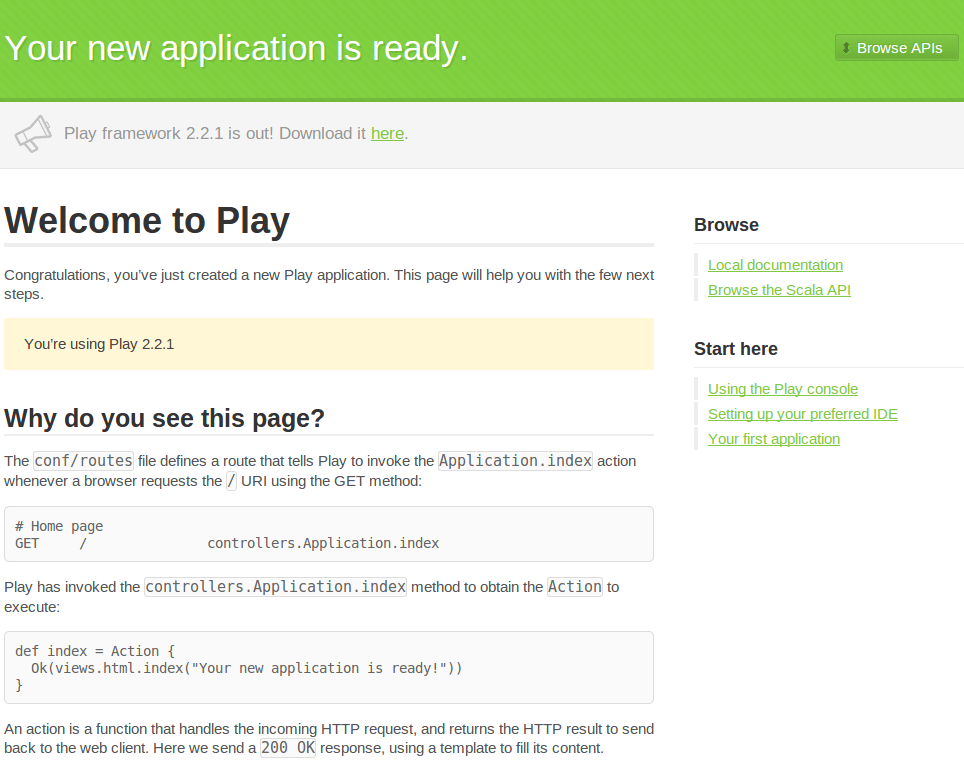 Your new application is ready.
Browse APIs
Play framework 2.2.1 is out! Download it here.
Welcome to Play
Congratulations, you’ve just created a new Play application. This page will help you with the few next
steps.
You’re using Play 2.2.1
Why do you see this page?
The conf/routes file defines a route that tells Play to invoke the Application.index action
whenever a browser requests the / URI using the GET method:
# Home page
GET     /               controllers.Application.index
Play has invoked the controllers.Application.index method to obtain the Action to
execute:
def index = Action {
  Ok(views.html.index("Your new application is ready!"))
}
An action is a function that handles the incoming HTTP request, and returns the HTTP result to send
back to the web client. Here we send a 200 OK response, using a template to fill its content.
Browse
Local documentation
Browse the Scala API
Start here
Using the Play console
Setting up your preferred IDE
Your first application